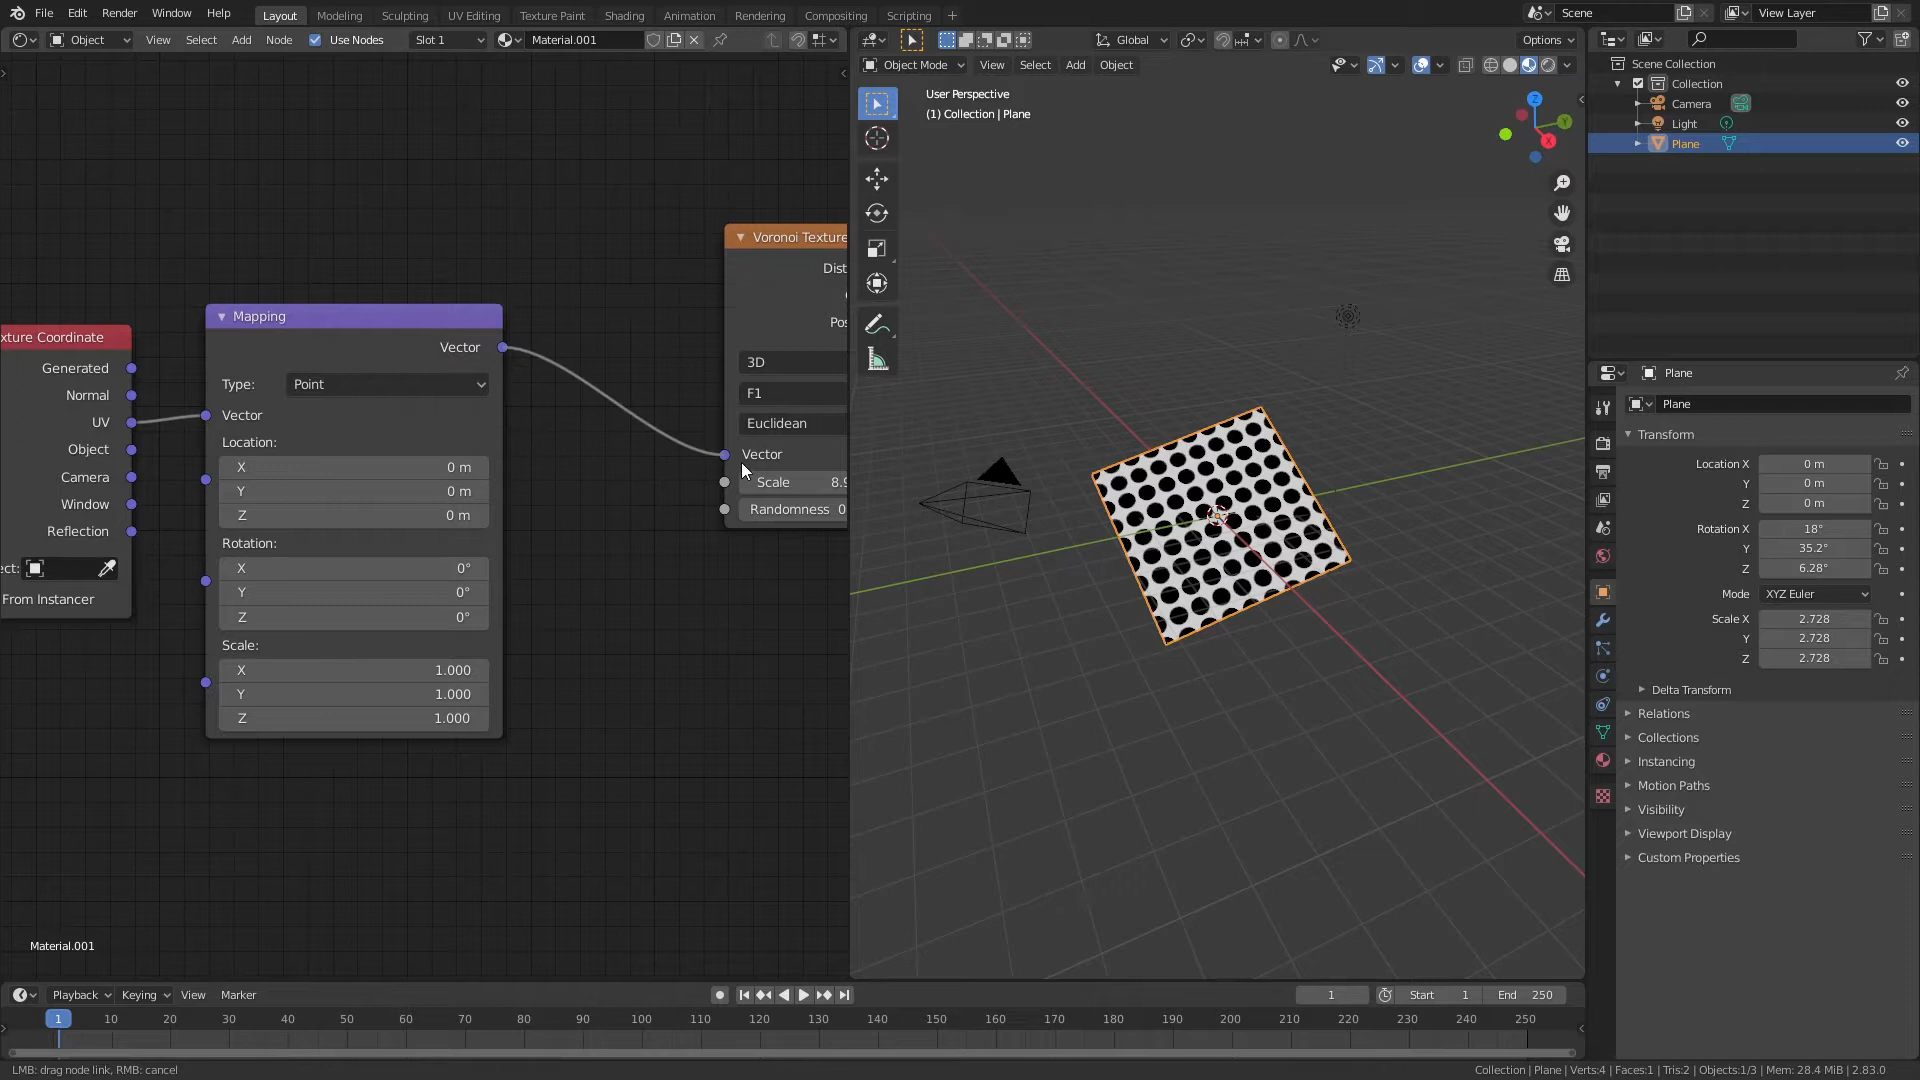 File Edit Render Window Help Layout Modeling Sculpting UV Editing Texture Paint Shading Animation Rendering Compositing Scripting + Scene View Layer
Object View Select Add Node Use Nodes Slot 1 Material.001
Global Options
Object Mode View Select Add Object
User Perspective
(1) Collection | Plane
Z
Y
X
Scene Collection
Collection
Camera
Light
Plane
xture Coordinate
Generated
Normal
UV
Object
Camera
Window
Reflection
ect:
From Instancer
Mapping
Vector
Type: Point
Vector
Location:
X 0 m
Y 0 m
Z 0 m
Rotation:
X 0°
Y 0°
Z 0°
Scale:
X 1.000
Y 1.000
Z 1.000
Voronoi Texture
Dist
Pos
3D
F1
Euclidean
Vector
Scale 8.9
Randomness 0
Material.001
Plane
Plane
Transform
Location X 0 m
Y 0 m
Z 0 m
Rotation X 18°
Y 35.2°
Z 6.28°
Mode XYZ Euler
Scale X 2.728
Y 2.728
Z 2.728
Delta Transform
Relations
Collections
Instancing
Motion Paths
Visibility
Viewport Display
Custom Properties
Playback Keying View Marker 1 Start 1 End 250
1 10 20 30 40 50 60 70 80 90 100 110 120 130 140 150 160 170 180 190 200 210 220 230 240 250
LMB: drag node link, RMB: cancel
Collection | Plane | Verts:4 | Faces:1 | Tris:2 | Objects:1/3 | Mem: 28.4 MiB | 2.83.0